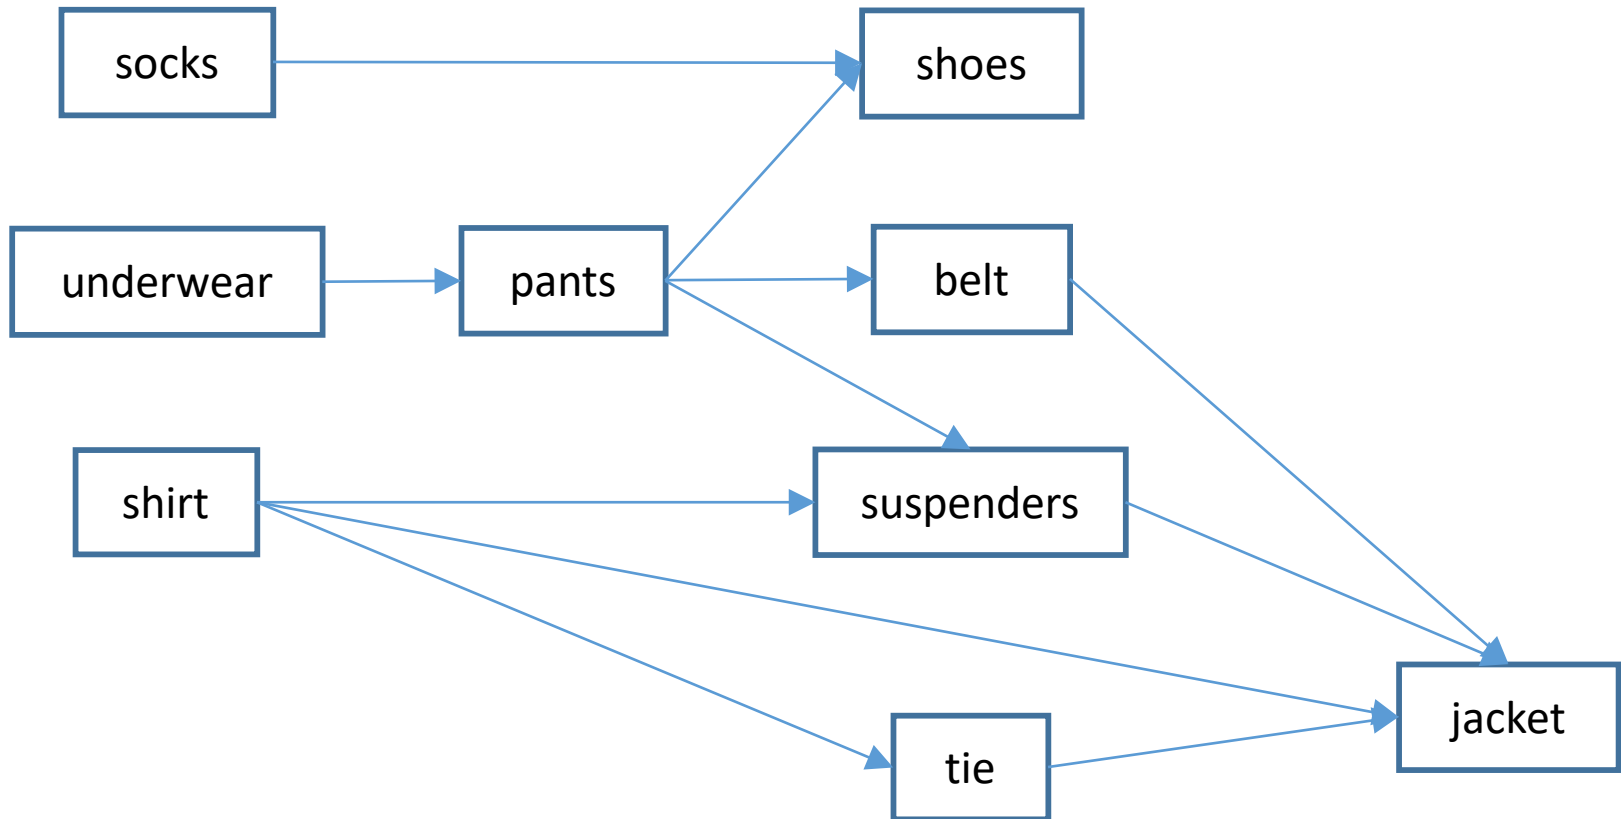 socks
shoes
underwear
pants
belt
shirt
suspenders
jacket
tie